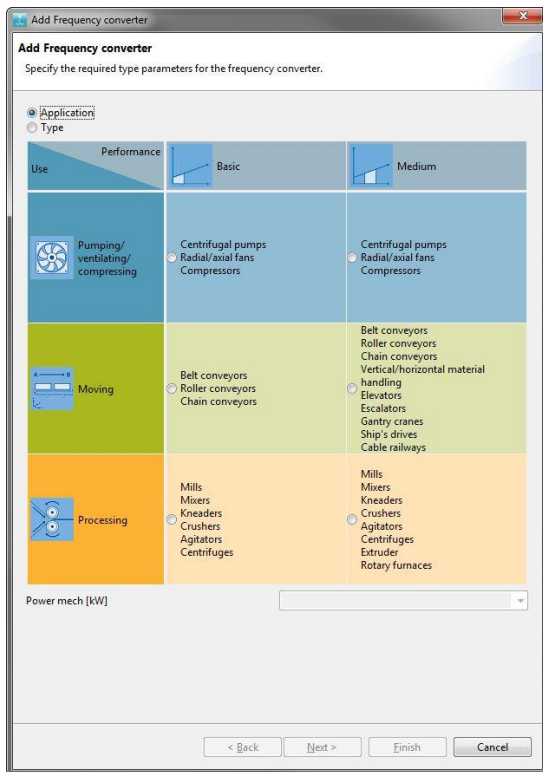 Add Frequency converter
Add Frequency converter
Specify the required type parameters for the frequency converter.
Application
Type
Performance
Use
Basic
Medium
Pumping/
ventilating/
compressing
Centrifugal pumps
Radial/axial fans
Compressors
Centrifugal pumps
Radial/axial fans
Compressors
Moving
Belt conveyors
Roller conveyors
Chain conveyors
Belt conveyors
Roller conveyors
Chain conveyors
Vertical/horizontal material
handling
Elevators
Escalators
Gantry cranes
Ship's drives
Cable railways
A
B
Processing
Mills
Mixers
Kneaders
Crushers
Agitators
Centrifuges
Mills
Mixers
Kneaders
Crushers
Agitators
Centrifuges
Extruder
Rotary furnaces
Power mech [kW]
< Back
Next >
Finish
Cancel